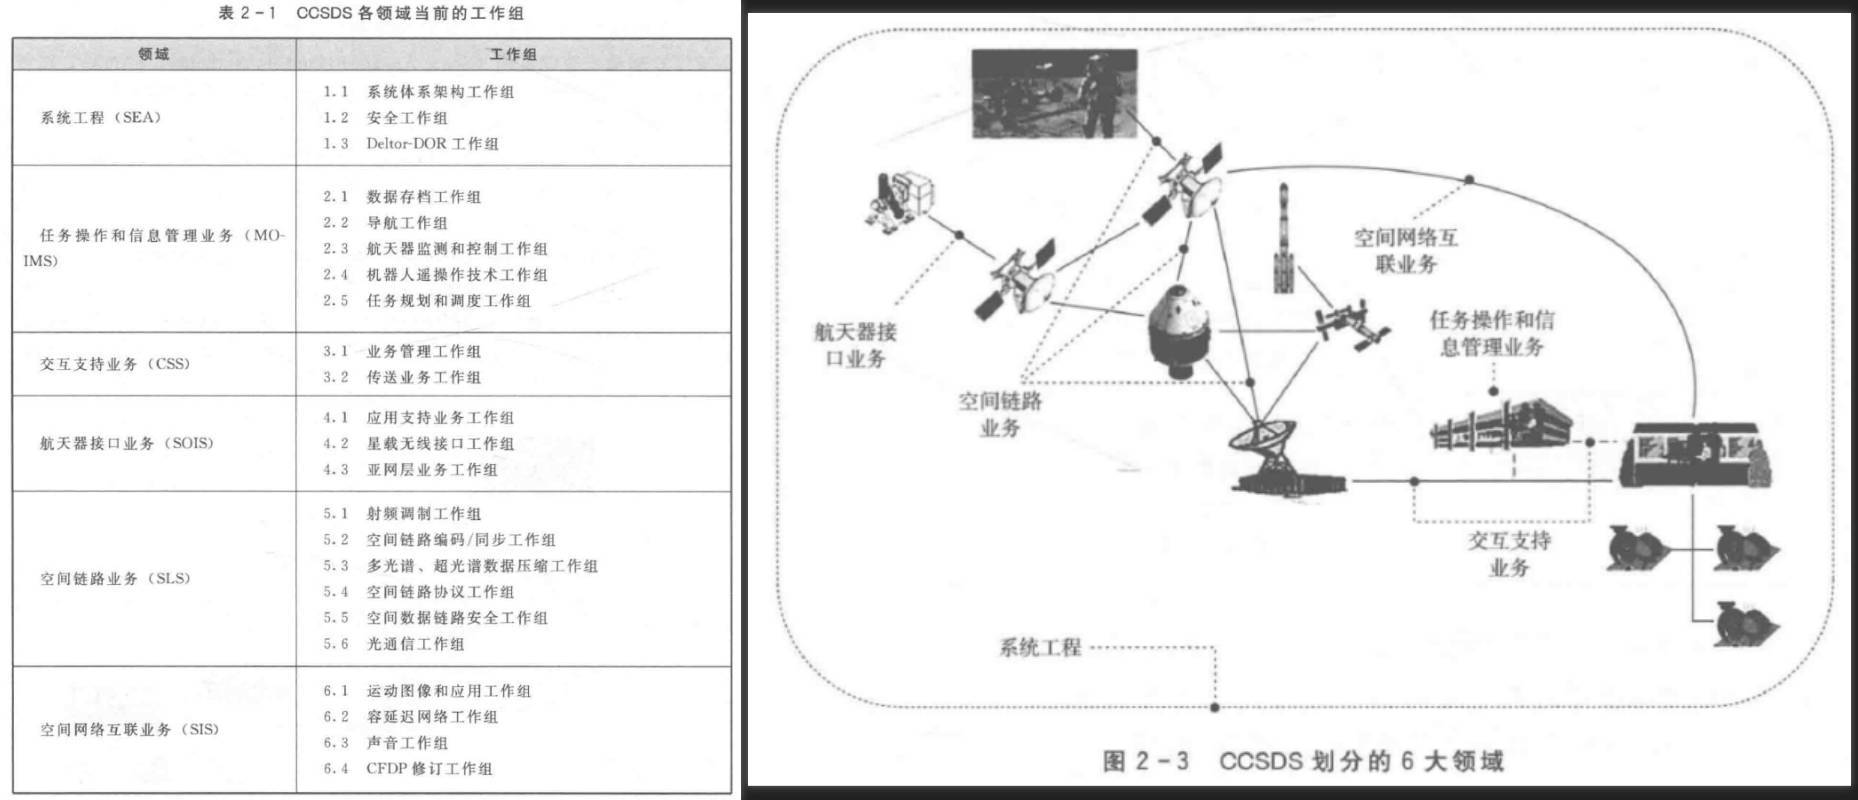 表 2-1 CCSDS 各领域当前的工作组
领域
工作组
系统工程（SEA）
1.1 系统体系架构工作组
1.2 安全工作组
1.3 Deltor-DOR 工作组
任务操作和信息管理业务（MO-
IMS）
2.1 数据存档工作组
2.2 导航工作组
2.3 航天器监测和控制工作组
2.4 机器人遥操作技术工作组
2.5 任务规划和调度工作组
交互支持业务（CSS）
3.1 业务管理工作组
3.2 传送业务工作组
航天器接口业务（SOIS）
4.1 应用支持业务工作组
4.2 星载无线接口工作组
4.3 亚网层业务工作组
空间链路业务（SLS）
5.1 射频调制工作组
5.2 空间链路编码/同步工作组
5.3 多光谱、超光谱数据压缩工作组
5.4 空间链路协议工作组
5.5 空间数据链路安全工作组
5.6 光通信工作组
空间网络互联业务（SIS）
6.1 运动图像和应用工作组
6.2 容延迟网络工作组
6.3 声音工作组
6.4 CFDP 修订工作组
空间网络互
联业务
航天器接
口业务
任务操作和信
息管理业务
空间链路
业务
交互支持
业务
系统工程
图 2-3 CCSDS 划分的 6 大领域